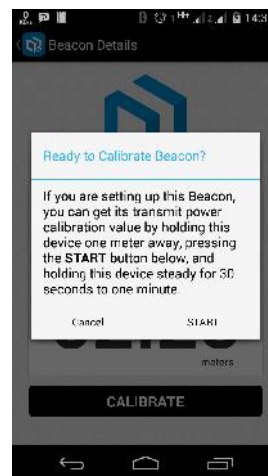 14:3
Beacon Details
Ready to Calibrate Beacon?
If you are setting up this Beacon,
you can get its transmit power
calibration value by holding this
device one meter away, pressing
the START button below, and
holding this device steady for 30
seconds to one minute
Cancel START
meters
CALIBRATE